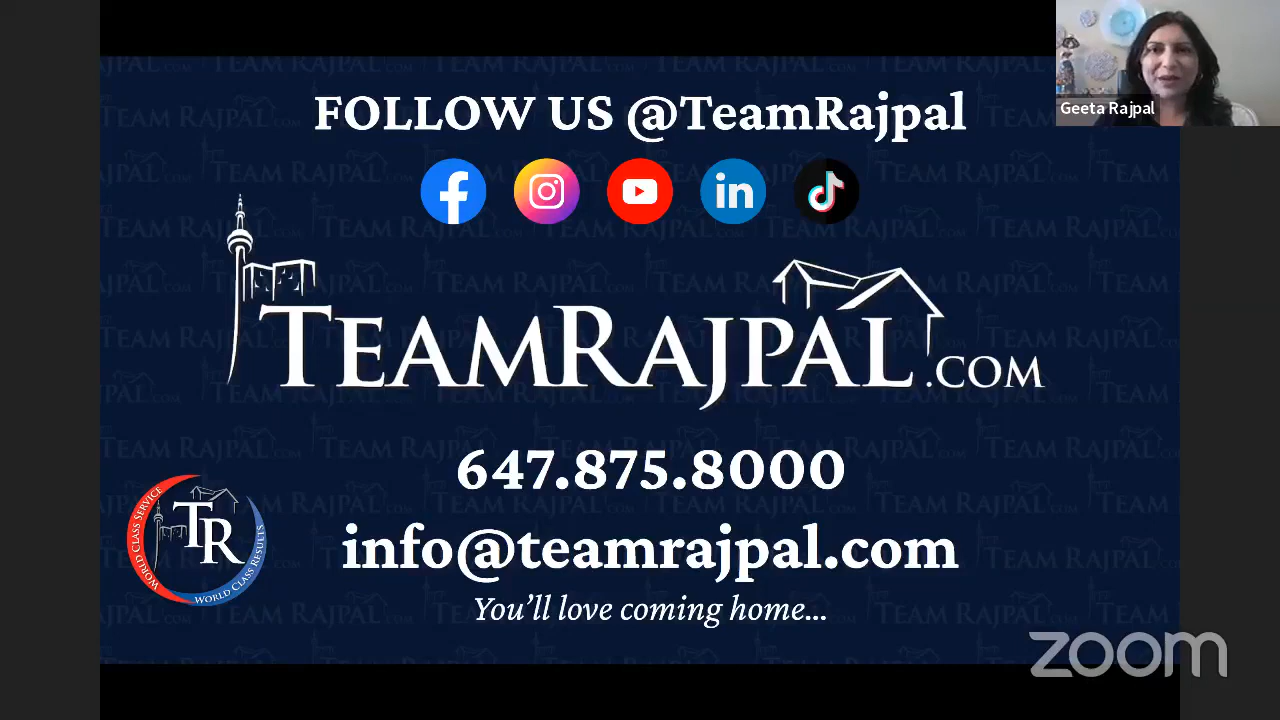 FOLLOW US @TeamRajpal
Geeta Rajpal
TEAMRAJPAL.COM
647.875.8000
info@teamrajpal.com
You'll love coming home...
WORLD CLASS SERVICE
TR
WORLD CLASS RESULTS
zoom